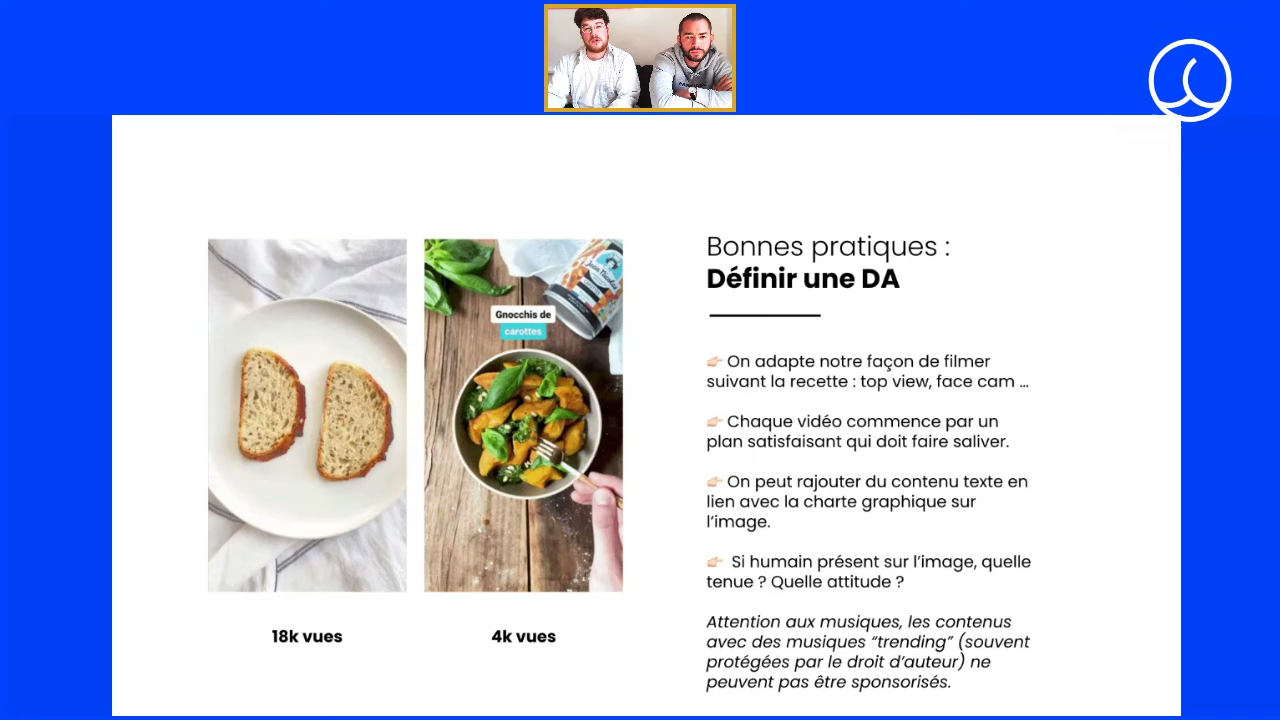 Gnocchis de
carottes
18k vues
4k vues
Bonnes pratiques :
Définir une DA
👉🏻 On adapte notre façon de filmer
suivant la recette : top view, face cam ...
👉🏻 Chaque vidéo commence par un
plan satisfaisant qui doit faire saliver.
👉🏻 On peut rajouter du contenu texte en
lien avec la charte graphique sur
l’image.
👉🏻 Si humain présent sur l’image, quelle
tenue ? Quelle attitude ?
Attention aux musiques, les contenus
avec des musiques “trending” (souvent
protégées par le droit d’auteur) ne
peuvent pas être sponsorisés.